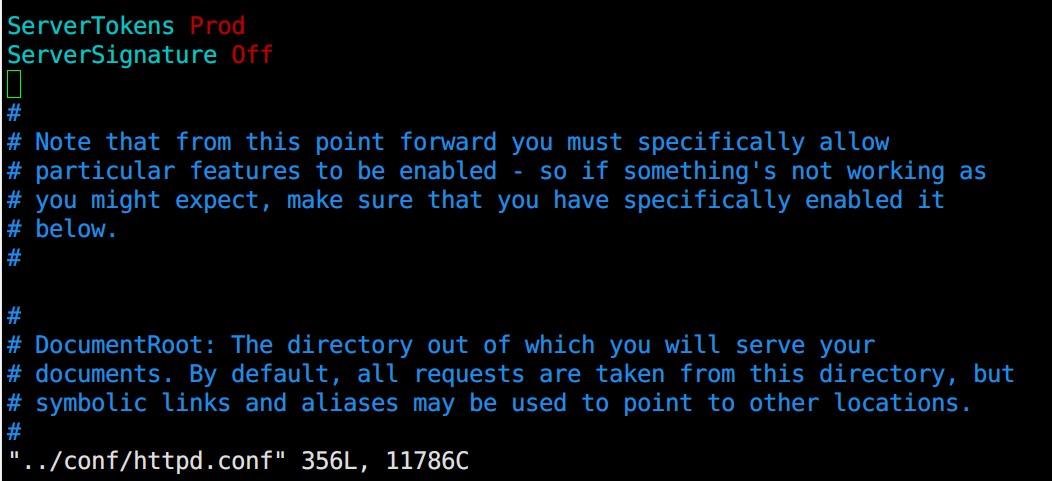 ServerTokens Prod
ServerSignature Off
#
# Note that from this point forward you must specifically allow
# particular features to be enabled - so if something's not working as
# you might expect, make sure that you have specifically enabled it
# below.
#
#
# DocumentRoot: The directory out of which you will serve your
# documents. By default, all requests are taken from this directory, but
# symbolic links and aliases may be used to point to other locations.
#
"../conf/httpd.conf" 356L, 11786C